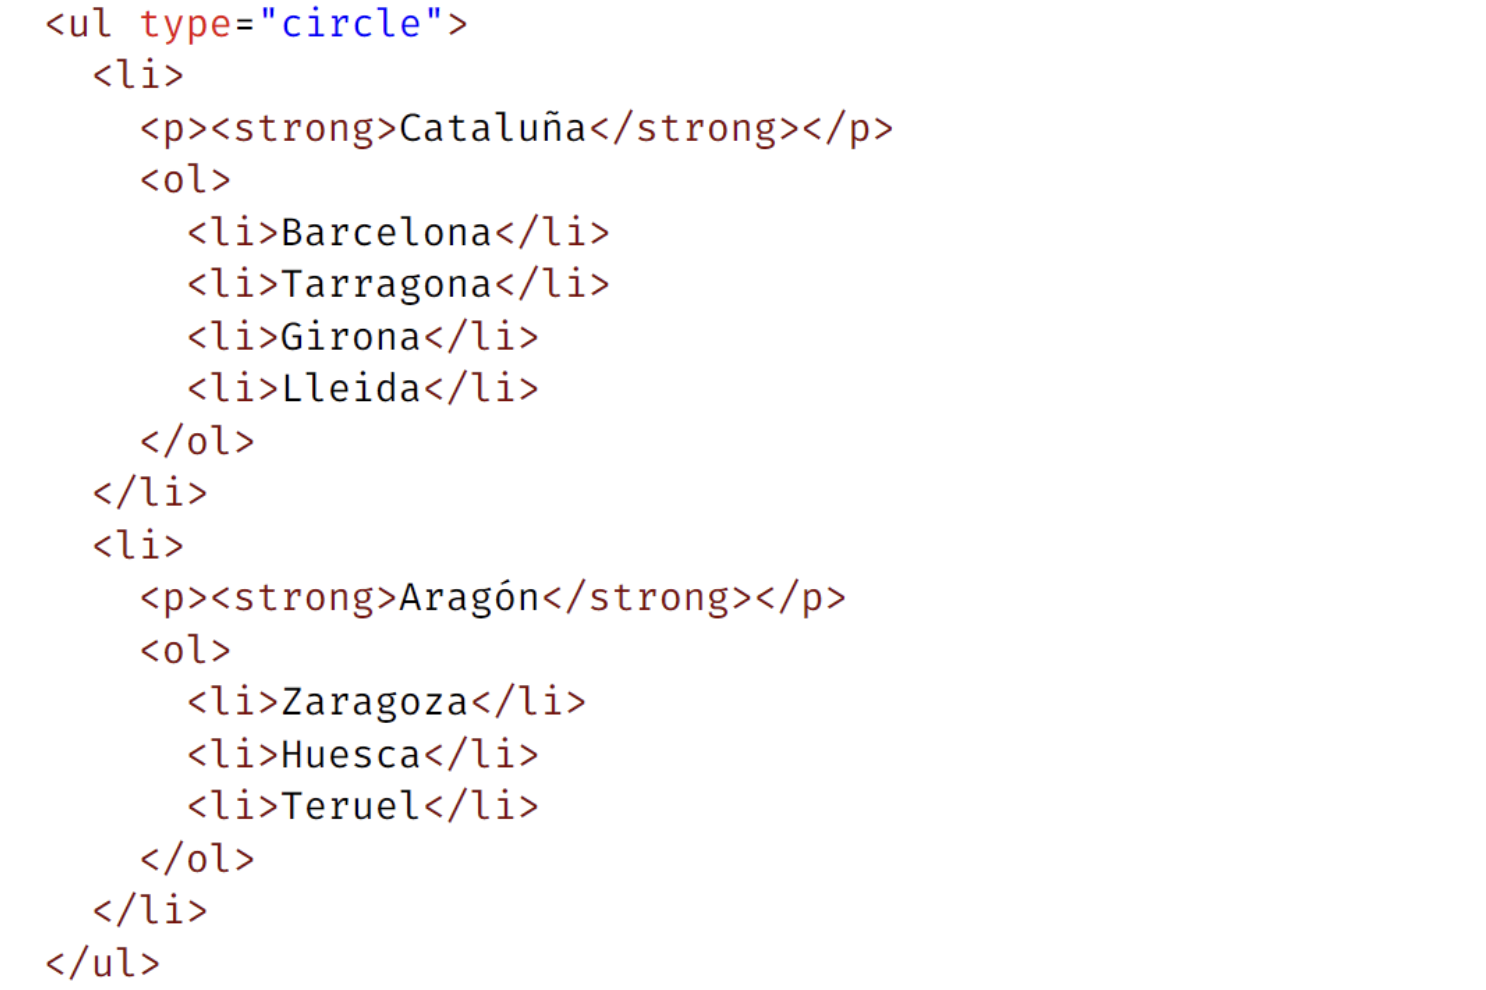 <ul type="circle">
  <li>
    <p><strong>Cataluña</strong></p>
    <ol>
      <li>Barcelona</li>
      <li>Tarragona</li>
      <li>Girona</li>
      <li>Lleida</li>
    </ol>
  </li>
  <li>
    <p><strong>Aragón</strong></p>
    <ol>
      <li>Zaragoza</li>
      <li>Huesca</li>
      <li>Teruel</li>
    </ol>
  </li>
</ul>